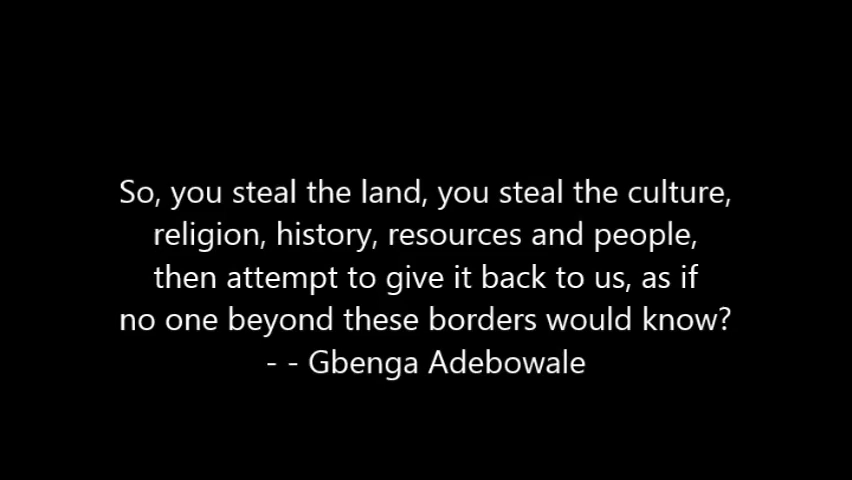 So, you steal the land, you steal the culture,
religion, history, resources and people,
then attempt to give it back to us, as if
no one beyond these borders would know?
- - Gbenga Adebowale